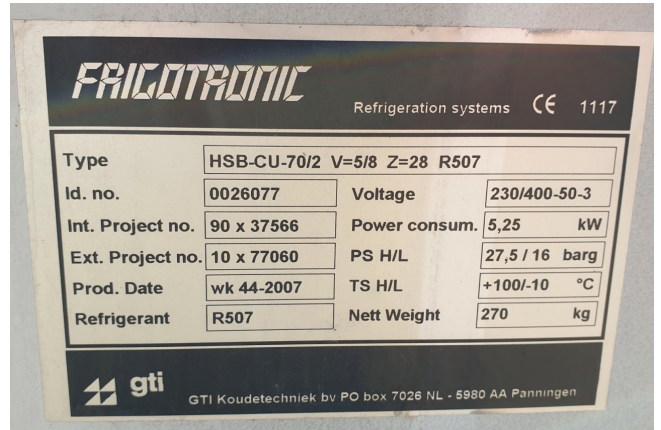 FRIGOTRONIC
Refrigeration systems CE 1117
Type HSB-CU-70/2 V=5/8 Z=28 R507
Id. no. 0026077 Voltage 230/400-50-3
Int. Project no. 90 x 37566 Power consum. 5,25 kW
Ext. Project no. 10 x 77060 PS H/L 27,5 / 16 barg
Prod. Date wk 44-2007 TS H/L +100/-10 °C
Refrigerant R507 Nett Weight 270 kg
gti GTI Koudetechniek bv PO box 7026 NL - 5980 AA Panningen